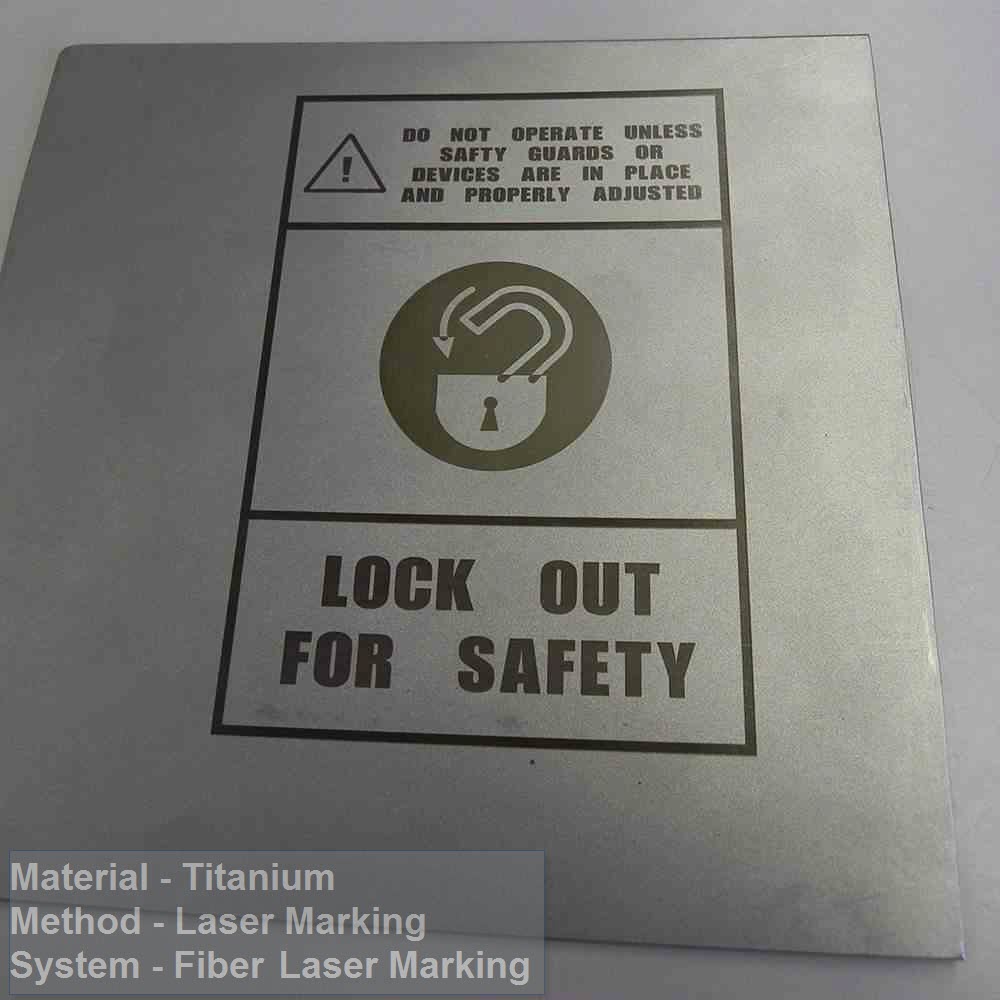 DO NOT OPERATE UNLESS
SAFTY GUARDS OR
DEVICES ARE IN PLACE
AND PROPERLY ADJUSTED
LOCK OUT
FOR SAFETY
Material - Titanium
Method - Laser Marking
System - Fiber Laser Marking